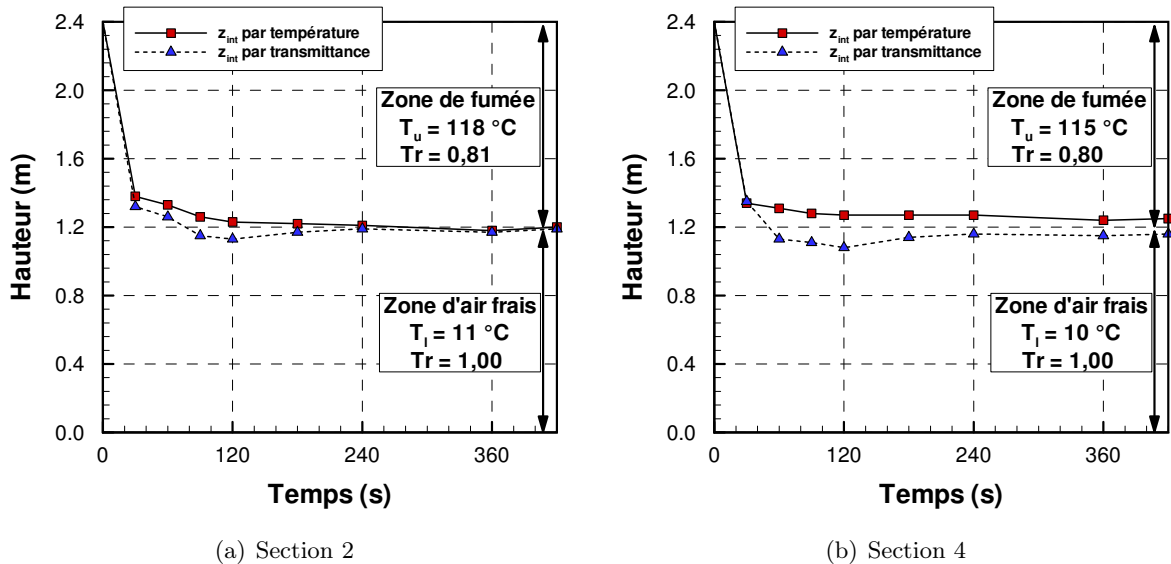 2.4
2.0
1.6
1.2
0.8
0.4
0.0
Hauteur (m)
0
120
240
360
Temps (s)
z_int par température
z_int par transmittance
Zone de fumée
T_u = 118 °C
Tr = 0,81
Zone d'air frais
T_l = 11 °C
Tr = 1,00
(a) Section 2
2.4
2.0
1.6
1.2
0.8
0.4
0.0
Hauteur (m)
0
120
240
360
Temps (s)
z_int par température
z_int par transmittance
Zone de fumée
T_u = 115 °C
Tr = 0,80
Zone d'air frais
T_l = 10 °C
Tr = 1,00
(b) Section 4